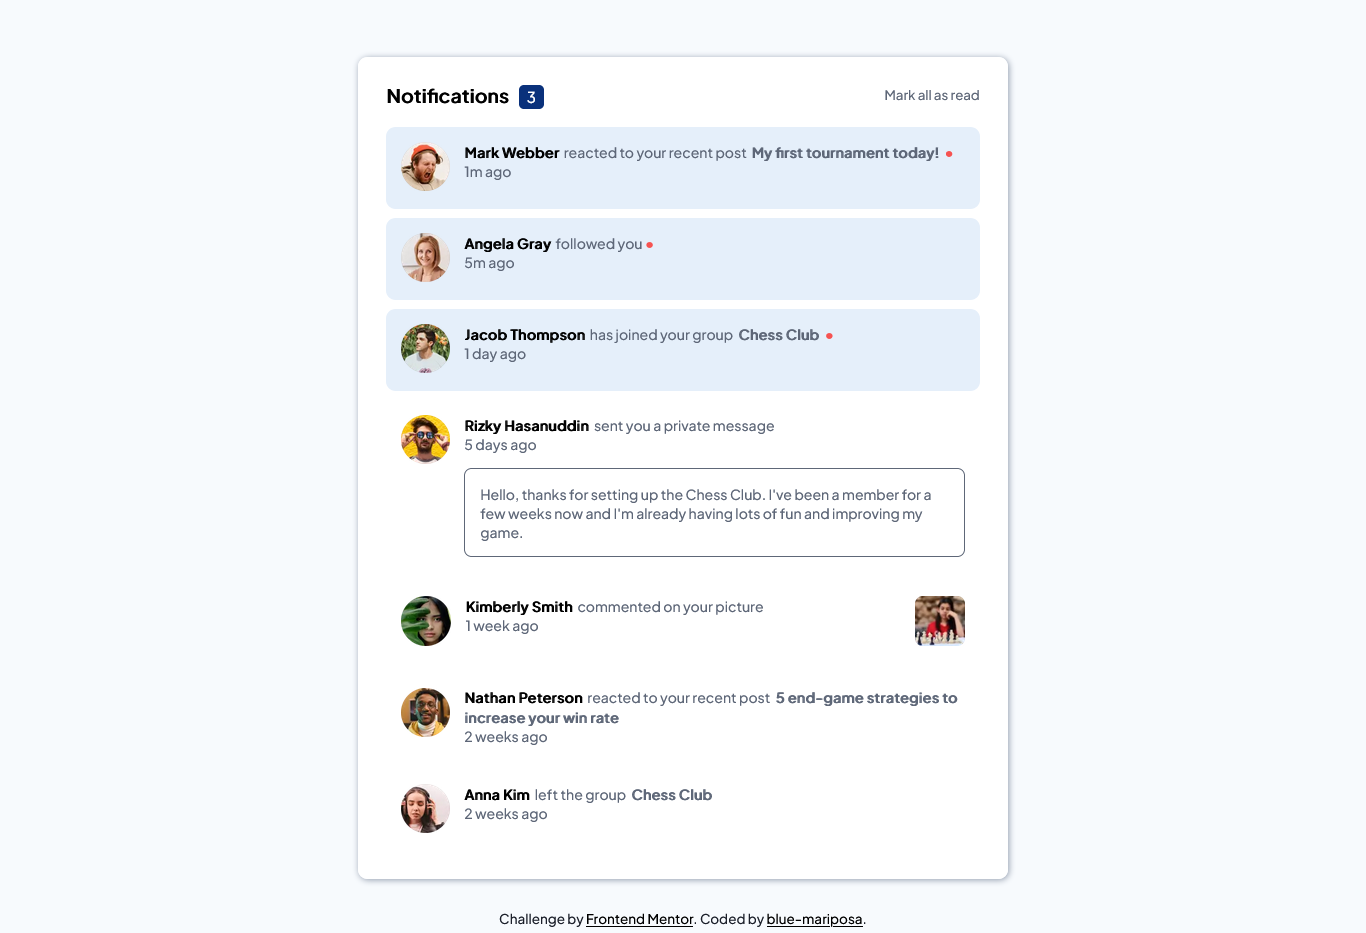 Notifications 3
Mark all as read
Mark Webber reacted to your recent post My first tournament today!
1m ago
Angela Gray followed you
5m ago
Jacob Thompson has joined your group Chess Club
1 day ago
Rizky Hasanuddin sent you a private message
5 days ago
Hello, thanks for setting up the Chess Club. I've been a member for a
few weeks now and I'm already having lots of fun and improving my
game.
Kimberly Smith commented on your picture
1 week ago
Nathan Peterson reacted to your recent post 5 end-game strategies to
increase your win rate
2 weeks ago
Anna Kim left the group Chess Club
2 weeks ago
Challenge by Frontend Mentor. Coded by blue-mariposa.